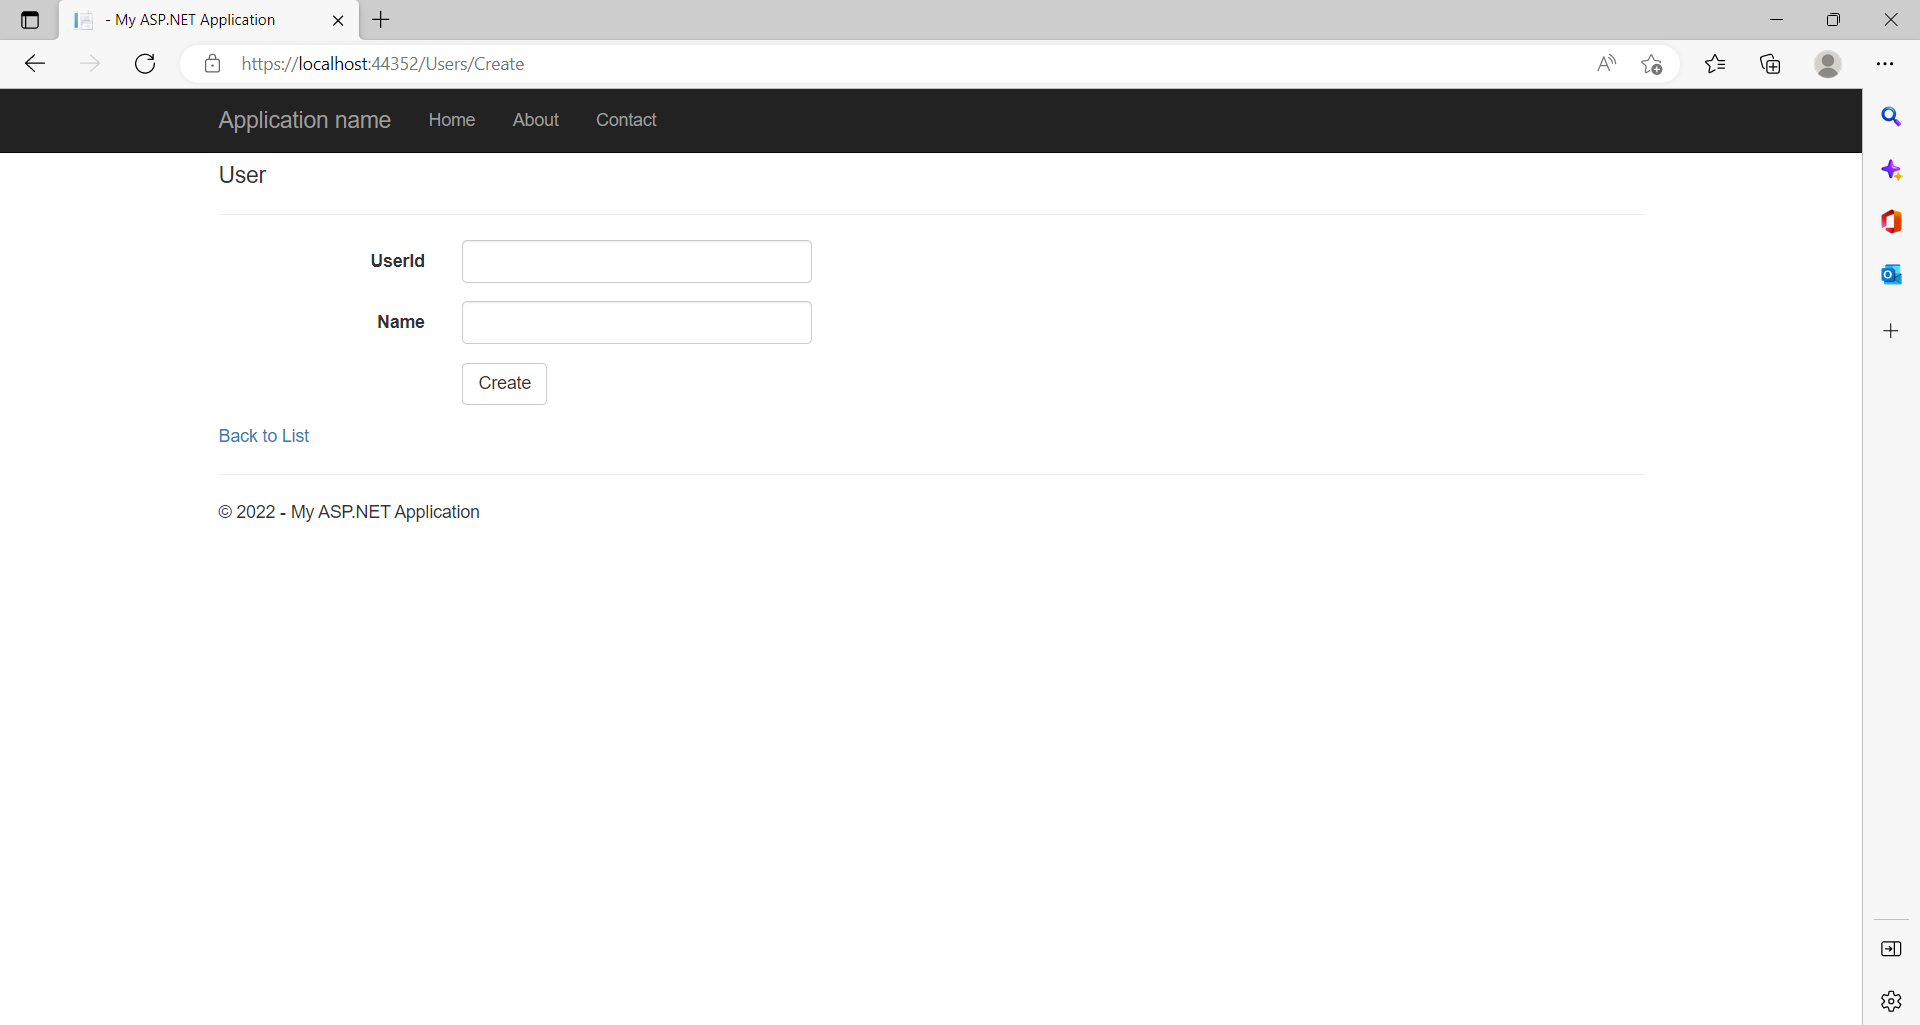 - My ASP.NET Application
https://localhost:44352/Users/Create
Application name Home About Contact
User
UserId
Name
Create
Back to List
© 2022 - My ASP.NET Application